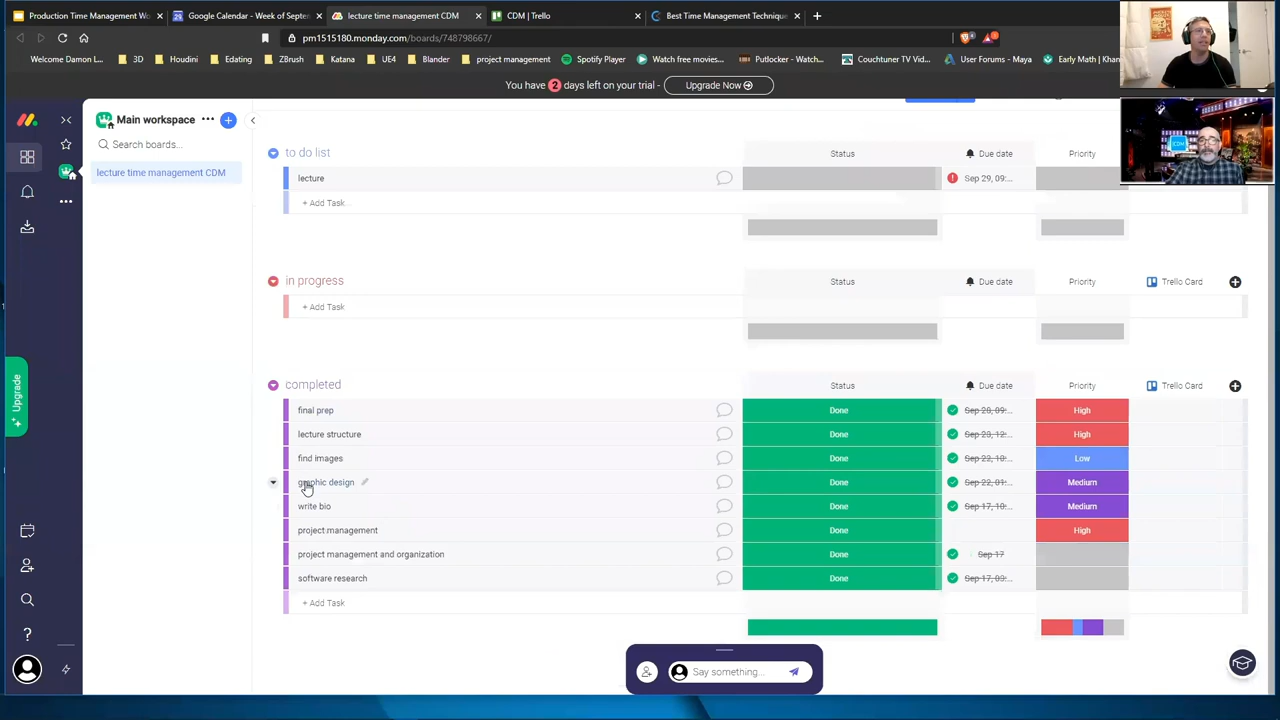 Production Time Management Wo
Google Calendar - Week of Septen
lecture time management CDM
CDM | Trello
Best Time Management Technique
pm1515180.monday.com/boards/748798667/
Welcome Damon L...
3D
Houdini
Edating
ZBrush
Katana
UE4
Blander
project management
Spotify Player
Watch free movies...
Putlocker - Watch...
Couchtuner TV Vid...
User Forums - Maya
Early Math | Khan
You have 2 days left on your trial -
Upgrade Now
Main workspace
Search boards...
lecture time management CDM
Upgrade
to do list
Status
Due date
Priority
lecture
Sep 29, 09:...
+ Add Task
in progress
Status
Due date
Priority
Trello Card
+ Add Task
completed
Status
Due date
Priority
Trello Card
final prep
Done
Sep 28, 09:...
High
lecture structure
Done
Sep 23, 12:...
High
find images
Done
Sep 22, 10:...
Low
graphic design
Done
Sep 22, 01:...
Medium
write bio
Done
Sep 17, 10:...
Medium
project management
Done
High
project management and organization
Done
Sep 17
software research
Done
Sep 17, 03:...
+ Add Task
Say something...
CDM